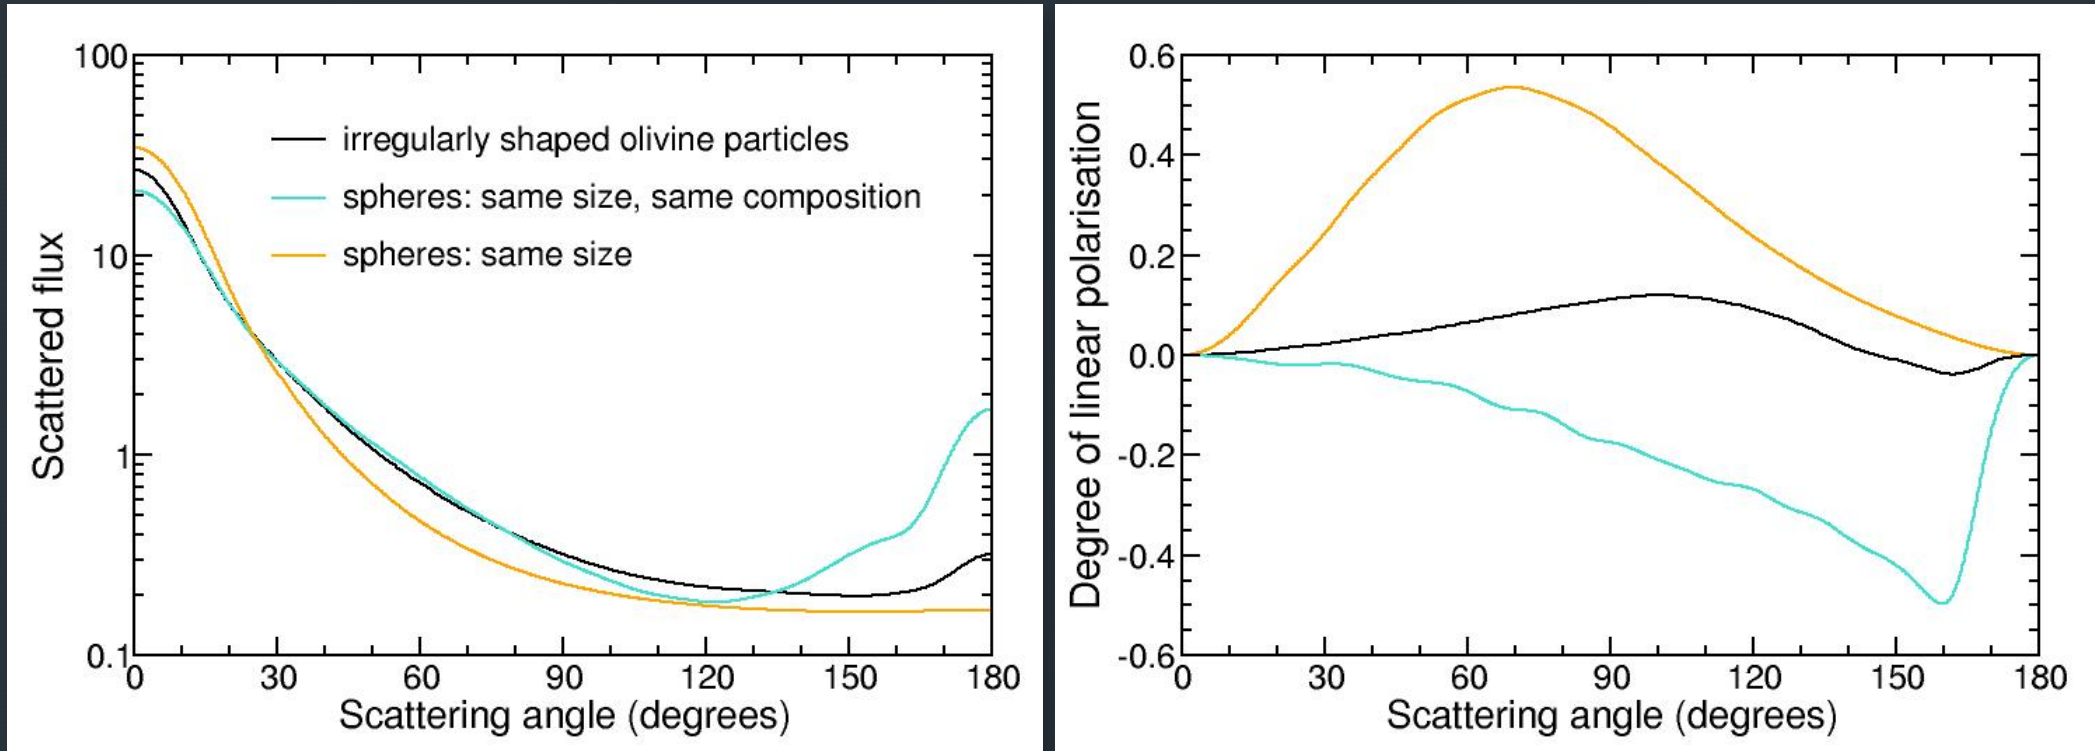 100
10
1
0.1
Scattered flux
irregularly shaped olivine particles
spheres: same size, same composition
spheres: same size
0 30 60 90 120 150 180
Scattering angle (degrees)
0.6
0.4
0.2
0.0
-0.2
-0.4
-0.6
Degree of linear polarisation
0 30 60 90 120 150 180
Scattering angle (degrees)